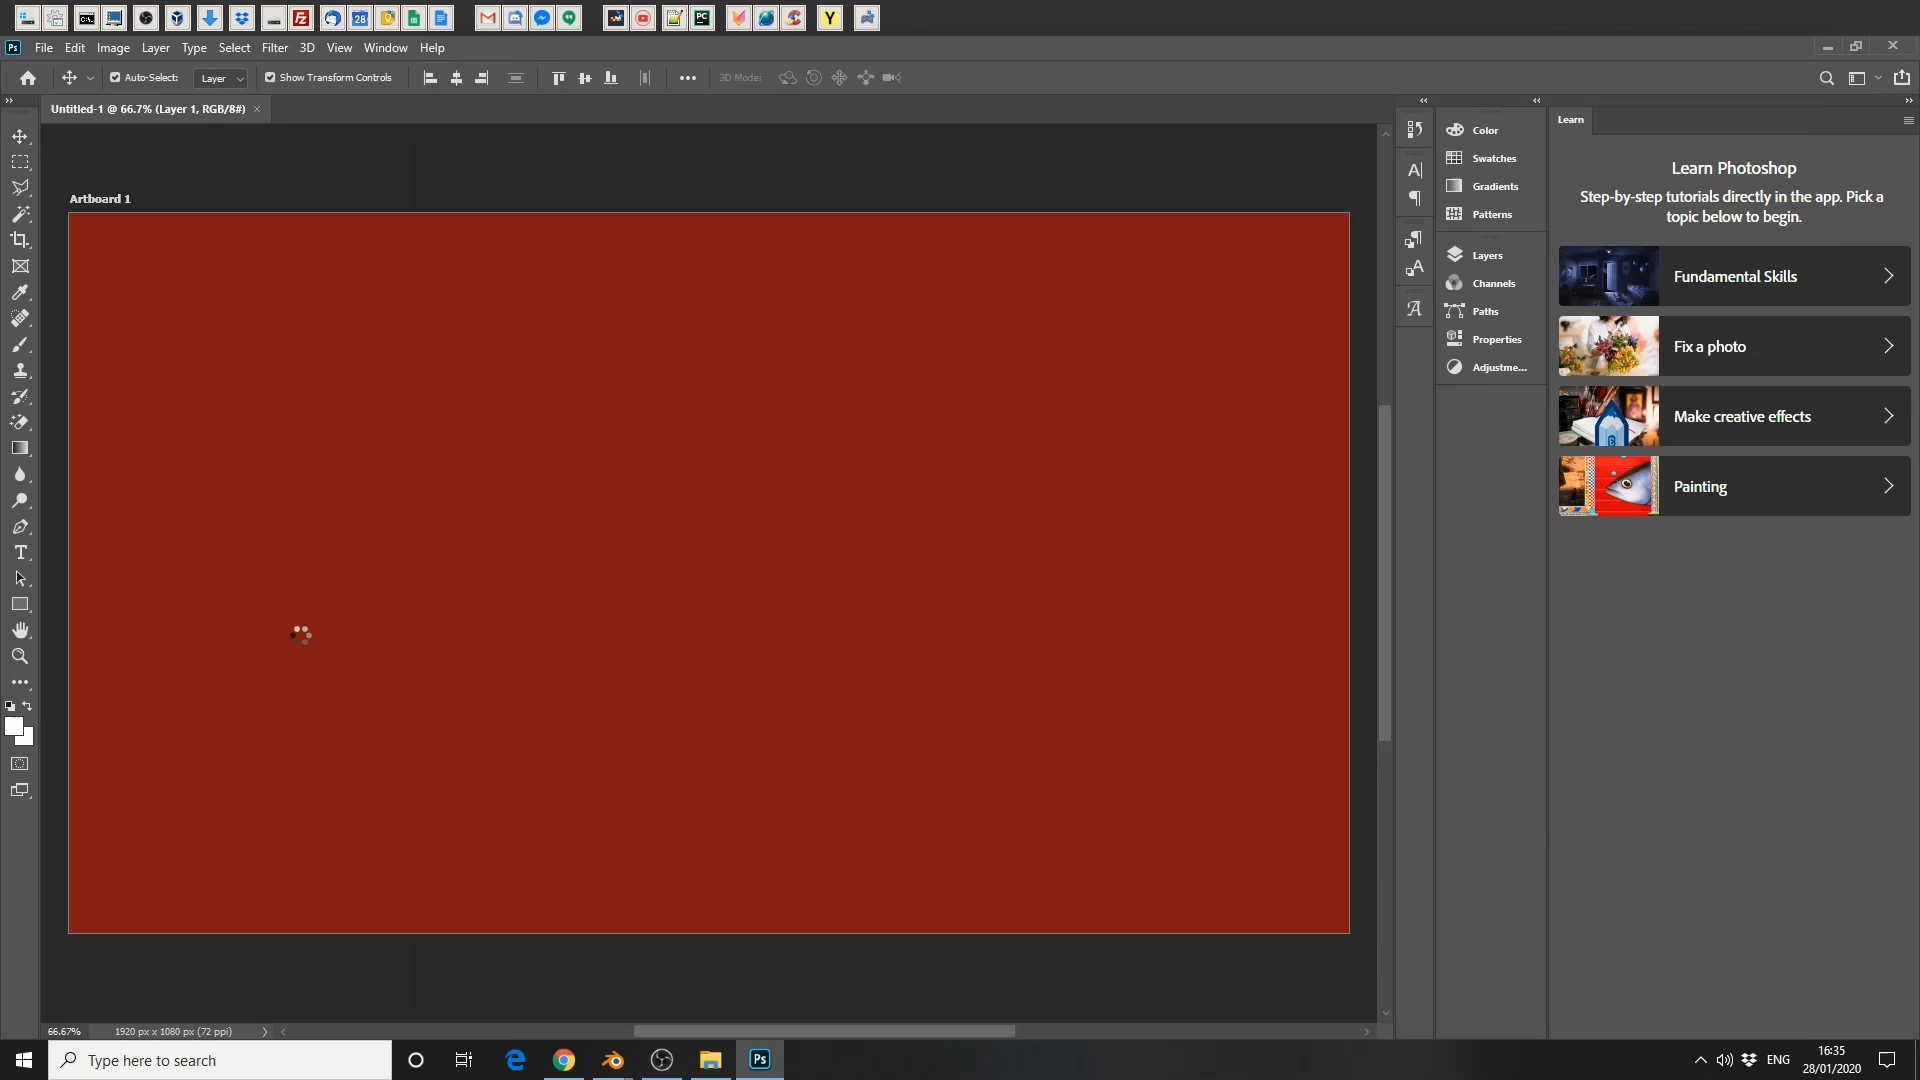 File Edit Image Layer Type Select Filter 3D View Window Help
Auto-Select: Layer Show Transform Controls 3D Mode:
Untitled-1 @ 66.7% (Layer 1, RGB/8#)
Artboard 1
Color
Swatches
Gradients
Patterns
Layers
Channels
Paths
Properties
Adjustme...
Learn
Learn Photoshop
Step-by-step tutorials directly in the app. Pick a
topic below to begin.
Fundamental Skills
Fix a photo
Make creative effects
Painting
66.67% 1920 px x 1080 px (72 ppi)
Type here to search
Ps
ENG
16:35
28/01/2020